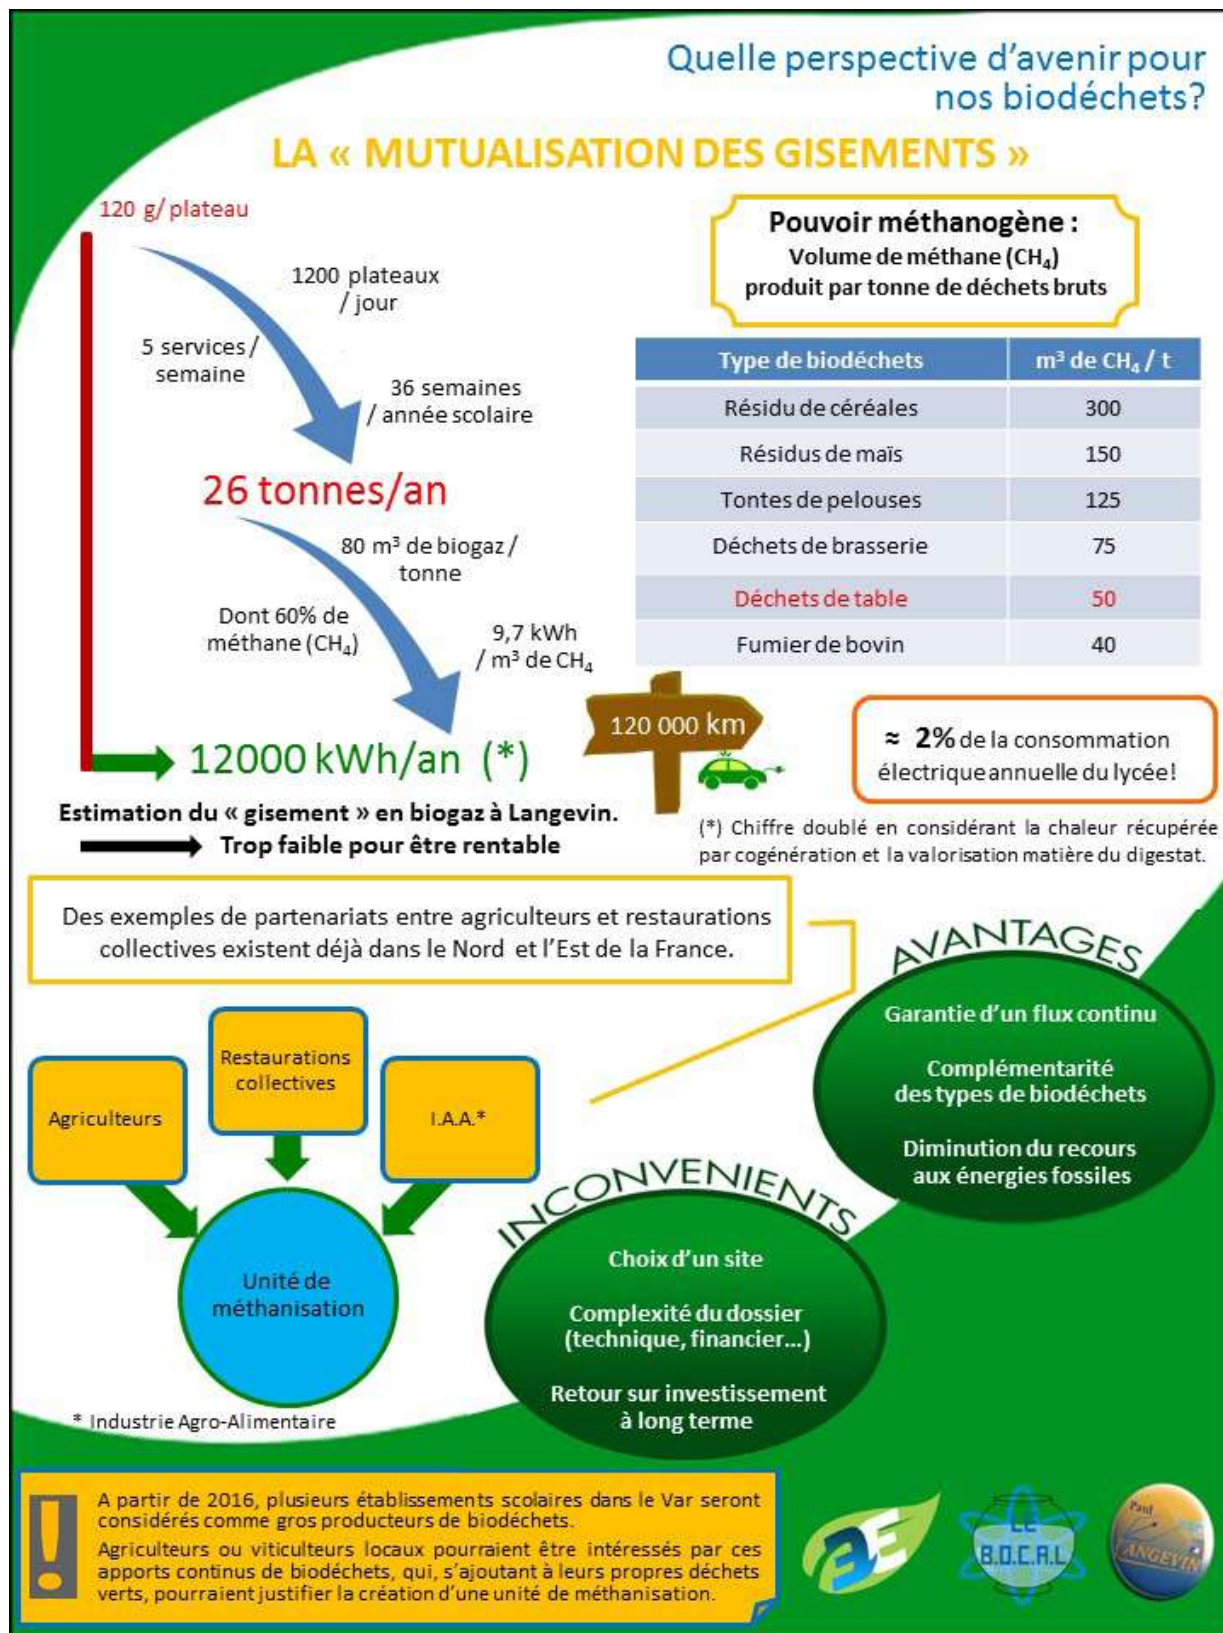 Quelle perspective d’avenir pour
nos biodéchets?
LA « MUTUALISATION DES GISEMENTS »
120 g/ plateau
1200 plateaux
/ jour
5 services /
semaine
36 semaines
/ année scolaire
26 tonnes/an
80 m³ de biogaz /
tonne
Dont 60% de
méthane (CH₄)
9,7 kWh
/ m³ de CH₄
12000 kWh/an (*)
Estimation du « gisement » en biogaz à Langevin.
Trop faible pour être rentable
Pouvoir méthanogène :
Volume de méthane (CH₄)
produit par tonne de déchets bruts
Type de biodéchets m³ de CH₄ / t
Résidu de céréales 300
Résidus de maïs 150
Tontes de pelouses 125
Déchets de brasserie 75
Déchets de table 50
Fumier de bovin 40
120 000 km
≈ 2% de la consommation
électrique annuelle du lycée!
(*) Chiffre doublé en considérant la chaleur récupérée
par cogénération et la valorisation matière du digestat.
Des exemples de partenariats entre agriculteurs et restaurations
collectives existent déjà dans le Nord et l’Est de la France.
Agriculteurs
Restaurations
collectives
I.A.A.*
Unité de
méthanisation
* Industrie Agro-Alimentaire
AVANTAGES
Garantie d’un flux continu
Complémentarité
des types de biodéchets
Diminution du recours
aux énergies fossiles
INCONVENIENTS
Choix d’un site
Complexité du dossier
(technique, financier...)
Retour sur investissement
à long terme
!
A partir de 2016, plusieurs établissements scolaires dans le Var seront
considérés comme gros producteurs de biodéchets.
Agriculteurs ou viticulteurs locaux pourraient être intéressés par ces
apports continus de biodéchets, qui, s’ajoutant à leurs propres déchets
verts, pourraient justifier la création d’une unité de méthanisation.
LE
B.O.C.A.L
Paul
LANGEVIN